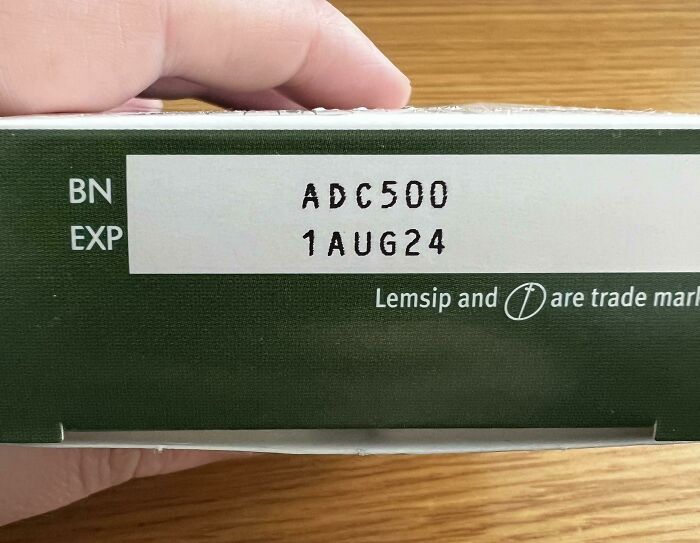 BN ADC500
EXP 1AUG24
Lemsip and are trade